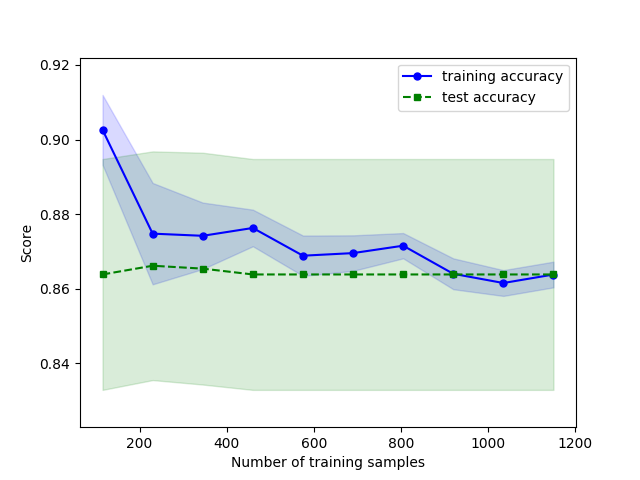 0.92
0.90
0.88
0.86
0.84
Score
training accuracy
test accuracy
200 400 600 800 1000 1200
Number of training samples